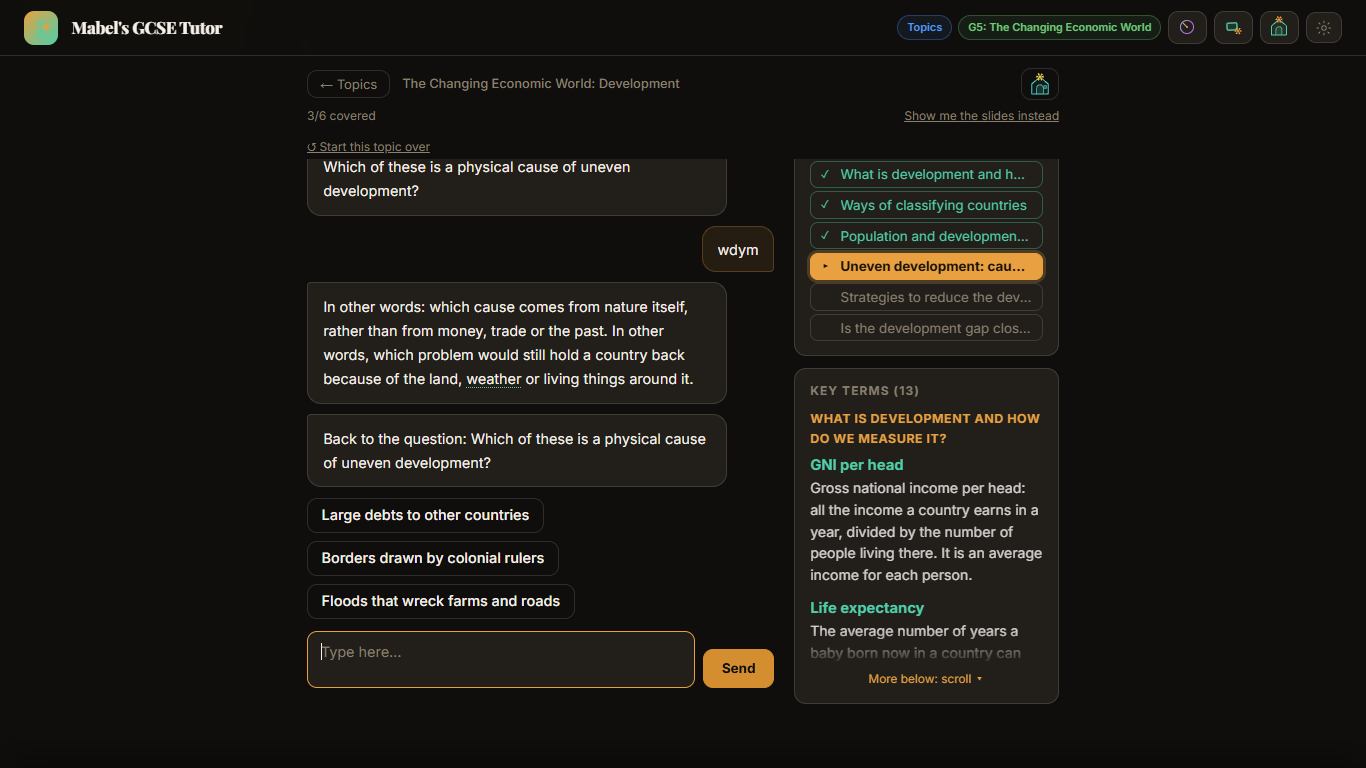 Mabel's GCSE Tutor
Topics
G5: The Changing Economic World
← Topics
The Changing Economic World: Development
3/6 covered
Show me the slides instead
↺ Start this topic over
Which of these is a physical cause of uneven
development?
wdym
In other words: which cause comes from nature itself,
rather than from money, trade or the past. In other
words, which problem would still hold a country back
because of the land, weather or living things around it.
Back to the question: Which of these is a physical cause
of uneven development?
Large debts to other countries
Borders drawn by colonial rulers
Floods that wreck farms and roads
Type here...
Send
✓ What is development and h...
✓ Ways of classifying countries
✓ Population and developmen...
▸ Uneven development: cau...
Strategies to reduce the dev...
Is the development gap clos...
KEY TERMS (13)
WHAT IS DEVELOPMENT AND HOW
DO WE MEASURE IT?
GNI per head
Gross national income per head:
all the income a country earns in a
year, divided by the number of
people living there. It is an average
income for each person.
Life expectancy
The average number of years a
baby born now in a country can
More below: scroll ▾